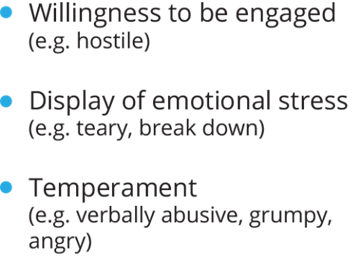 • Willingness to be engaged
(e.g. hostile)
• Display of emotional stress
(e.g. teary, break down)
• Temperament
(e.g. verbally abusive, grumpy,
angry)